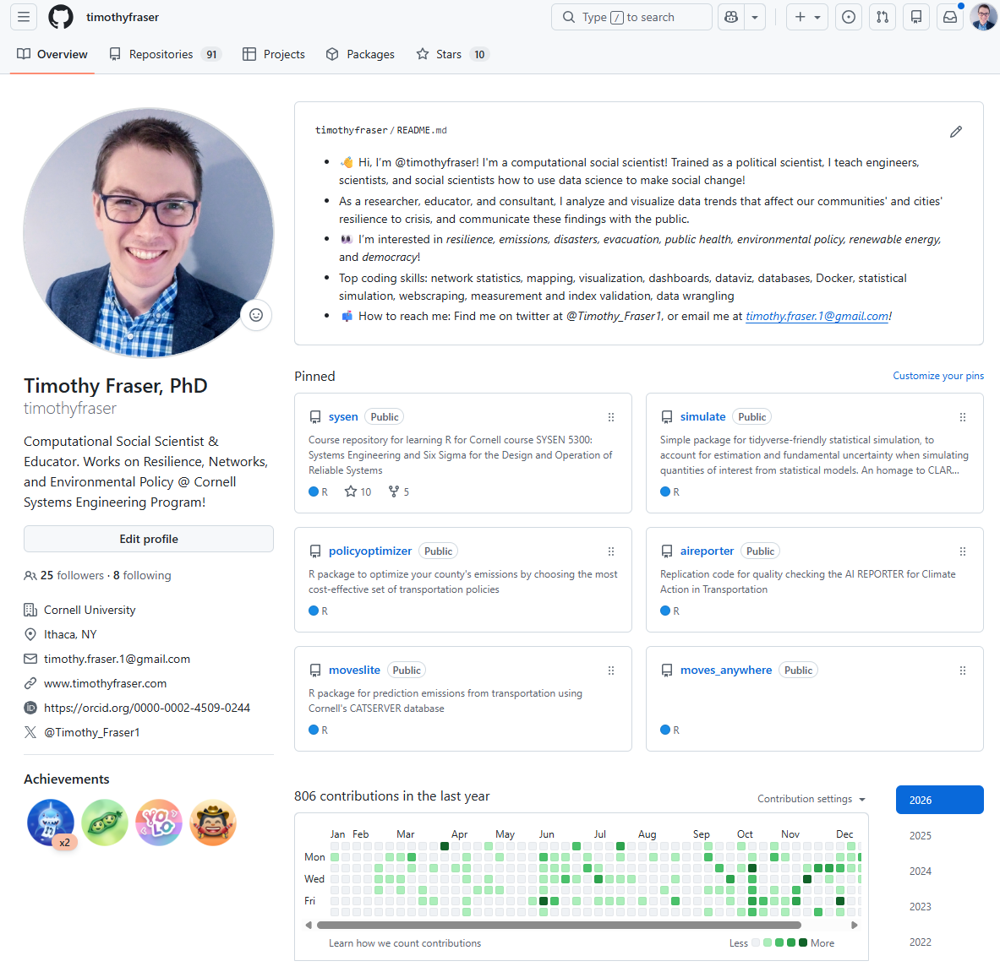 timothyfraser
Type / to search
Overview
Repositories 91
Projects
Packages
Stars 10
timothyfraser / README.md
Hi, I'm @timothyfraser! I'm a computational social scientist! Trained as a political scientist, I teach engineers,
scientists, and social scientists how to use data science to make social change!
As a researcher, educator, and consultant, I analyze and visualize data trends that affect our communities' and cities'
resilience to crisis, and communicate these findings with the public.
I'm interested in resilience, emissions, disasters, evacuation, public health, environmental policy, renewable energy,
and democracy!
Top coding skills: network statistics, mapping, visualization, dashboards, dataviz, databases, Docker, statistical
simulation, webscraping, measurement and index validation, data wrangling
How to reach me: Find me on twitter at @Timothy_Fraser1, or email me at timothy.fraser.1@gmail.com!
Timothy Fraser, PhD
timothyfraser
Computational Social Scientist &
Educator. Works on Resilience, Networks,
and Environmental Policy @ Cornell
Systems Engineering Program!
Edit profile
25 followers · 8 following
Cornell University
Ithaca, NY
timothy.fraser.1@gmail.com
www.timothyfraser.com
iD https://orcid.org/0000-0002-4509-0244
@Timothy_Fraser1
Achievements
x2
YOLO
Pinned
Customize your pins
sysen Public
Course repository for learning R for Cornell course SYSEN 5300:
Systems Engineering and Six Sigma for the Design and Operation of
Reliable Systems
R 10 5
simulate Public
Simple package for tidyverse-friendly statistical simulation, to
account for estimation and fundamental uncertainty when simulating
quantities of interest from statistical models. An homage to CLAR...
R
policyoptimizer Public
R package to optimize your county's emissions by choosing the most
cost-effective set of transportation policies
R
aireporter Public
Replication code for quality checking the AI REPORTER for Climate
Action in Transportation
R
moveslite Public
R package for prediction emissions from transportation using
Cornell's CATSERVER database
R
moves_anywhere Public
R
806 contributions in the last year
Contribution settings
Jan Feb Mar Apr May Jun Jul Aug Sep Oct Nov Dec
Mon
Wed
Fri
Learn how we count contributions
Less More
2026
2025
2024
2023
2022